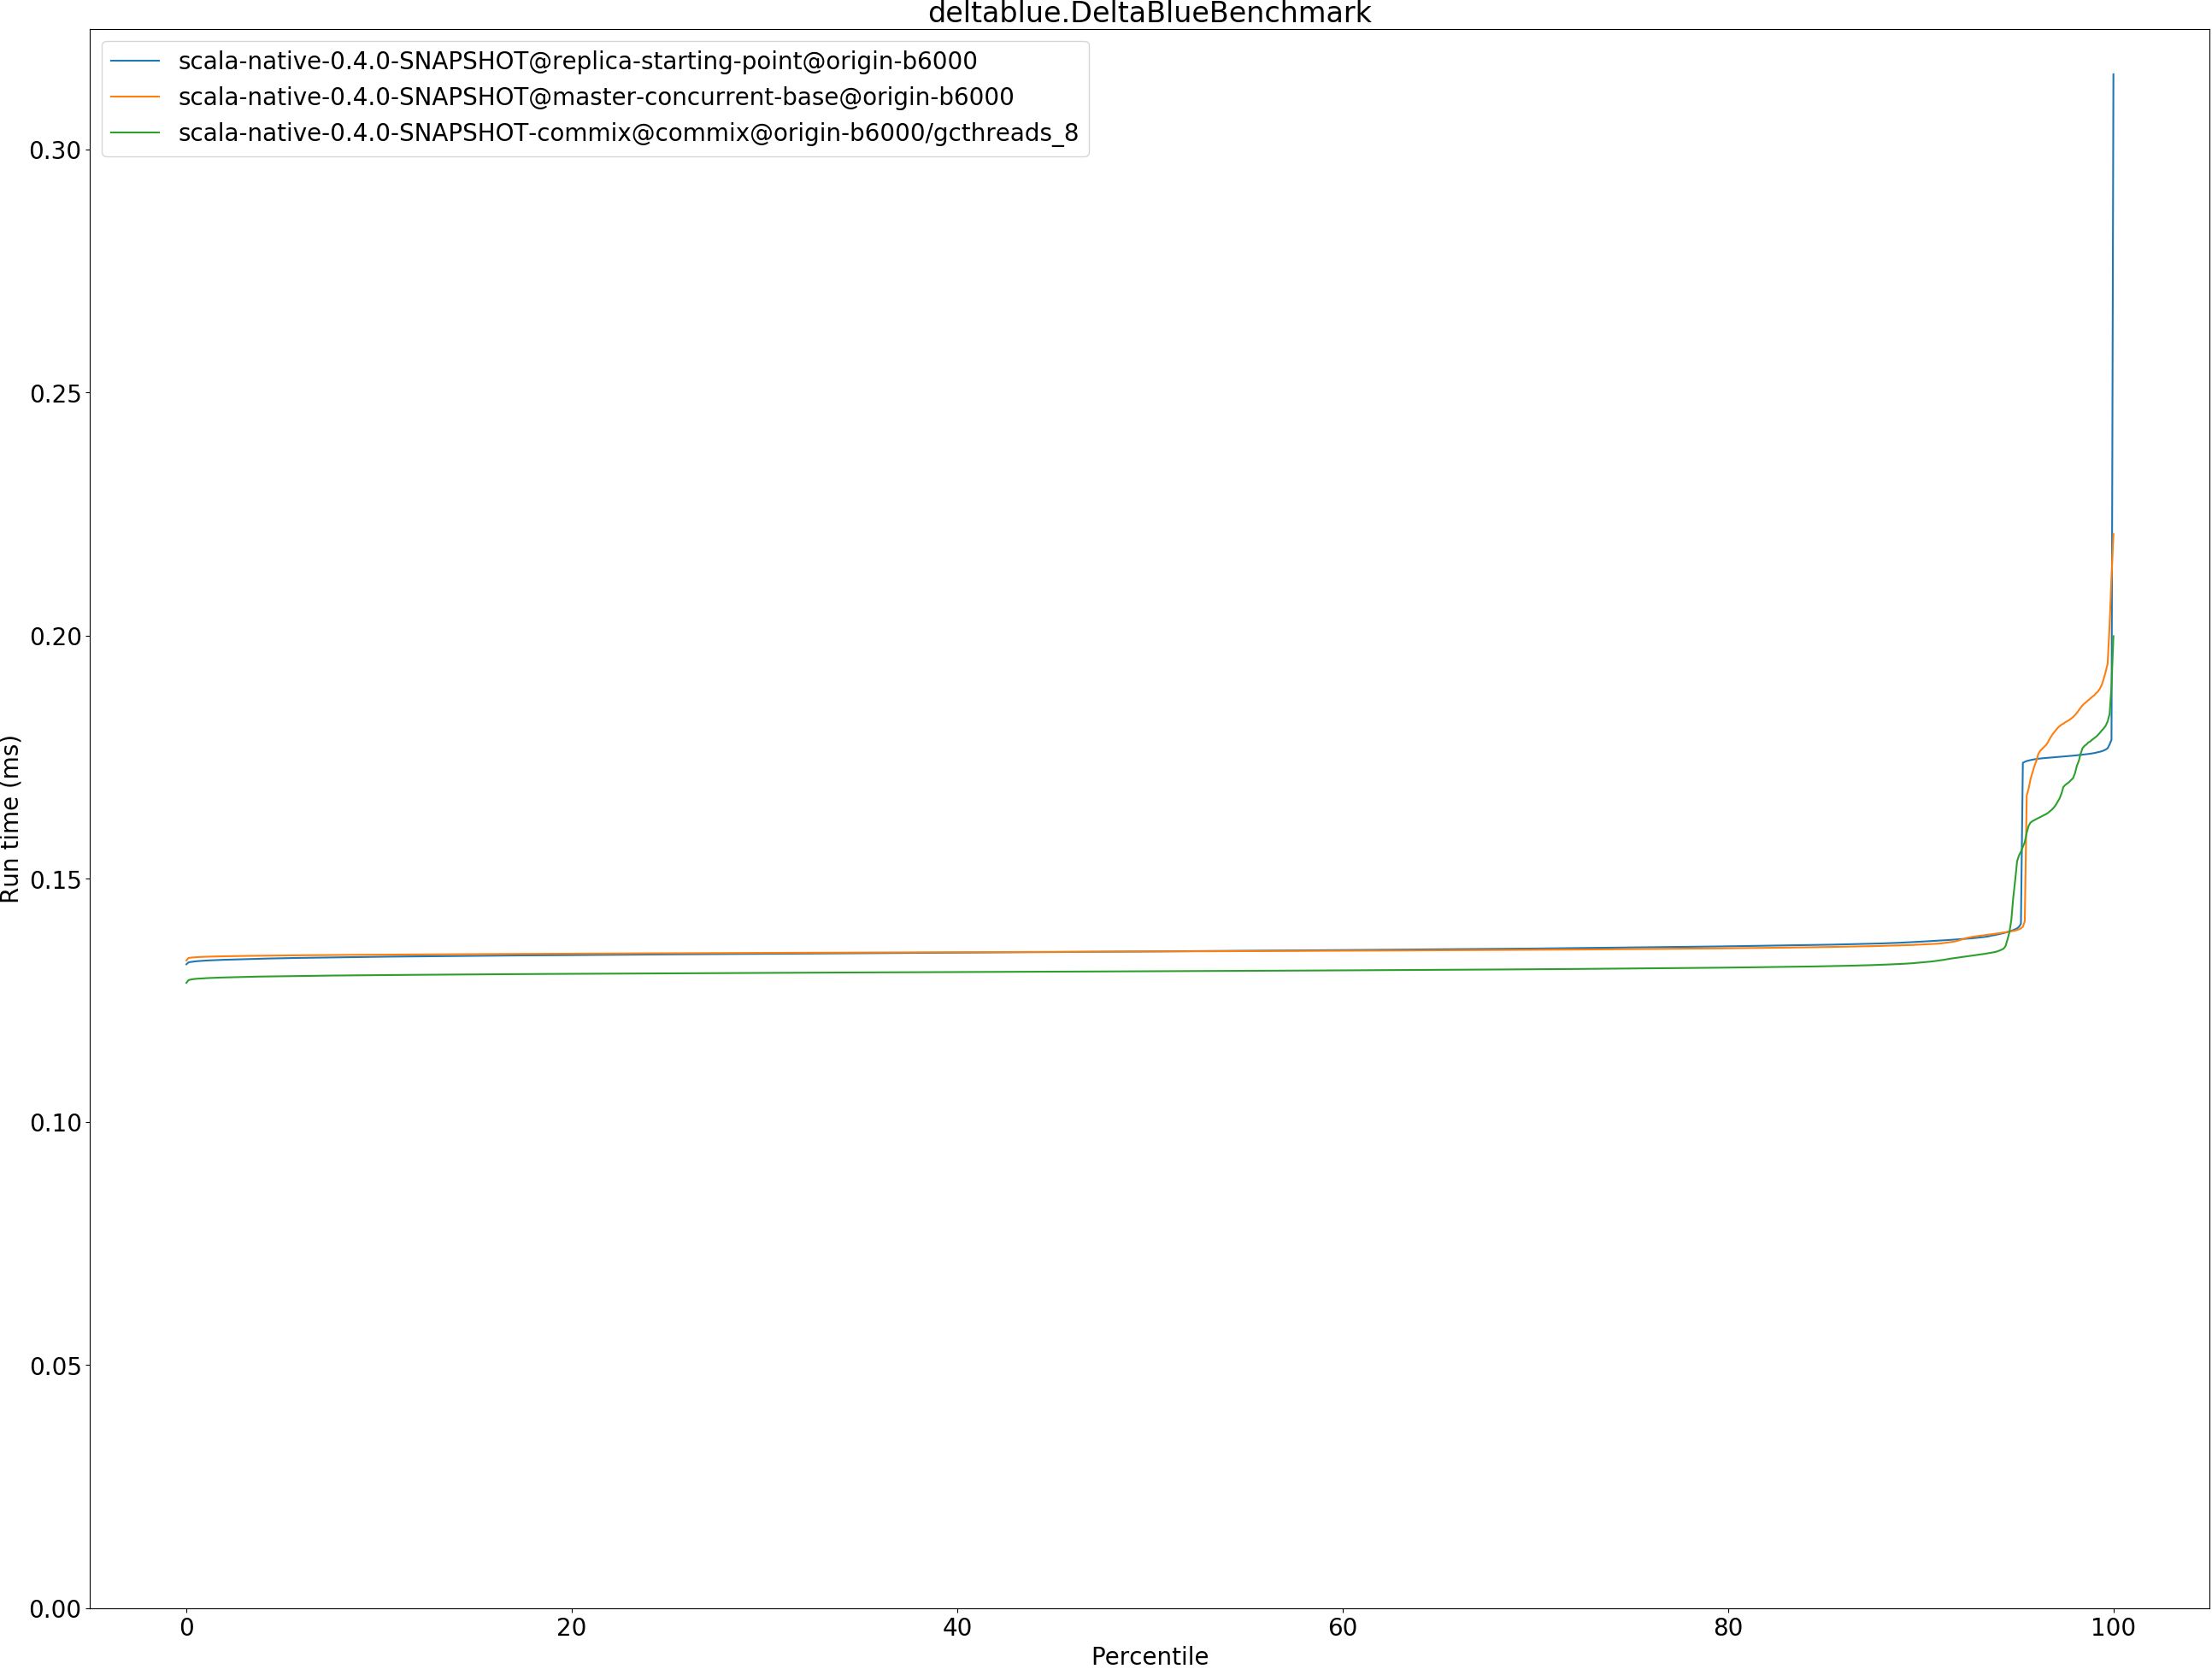 deltablue.DeltaBlueBenchmark
scala-native-0.4.0-SNAPSHOT@replica-starting-point@origin-b6000
scala-native-0.4.0-SNAPSHOT@master-concurrent-base@origin-b6000
scala-native-0.4.0-SNAPSHOT-commix@commix@origin-b6000/gcthreads_8
0.30
0.25
0.20
0.15
0.10
0.05
0.00
Run time (ms)
0 20 40 60 80 100
Percentile